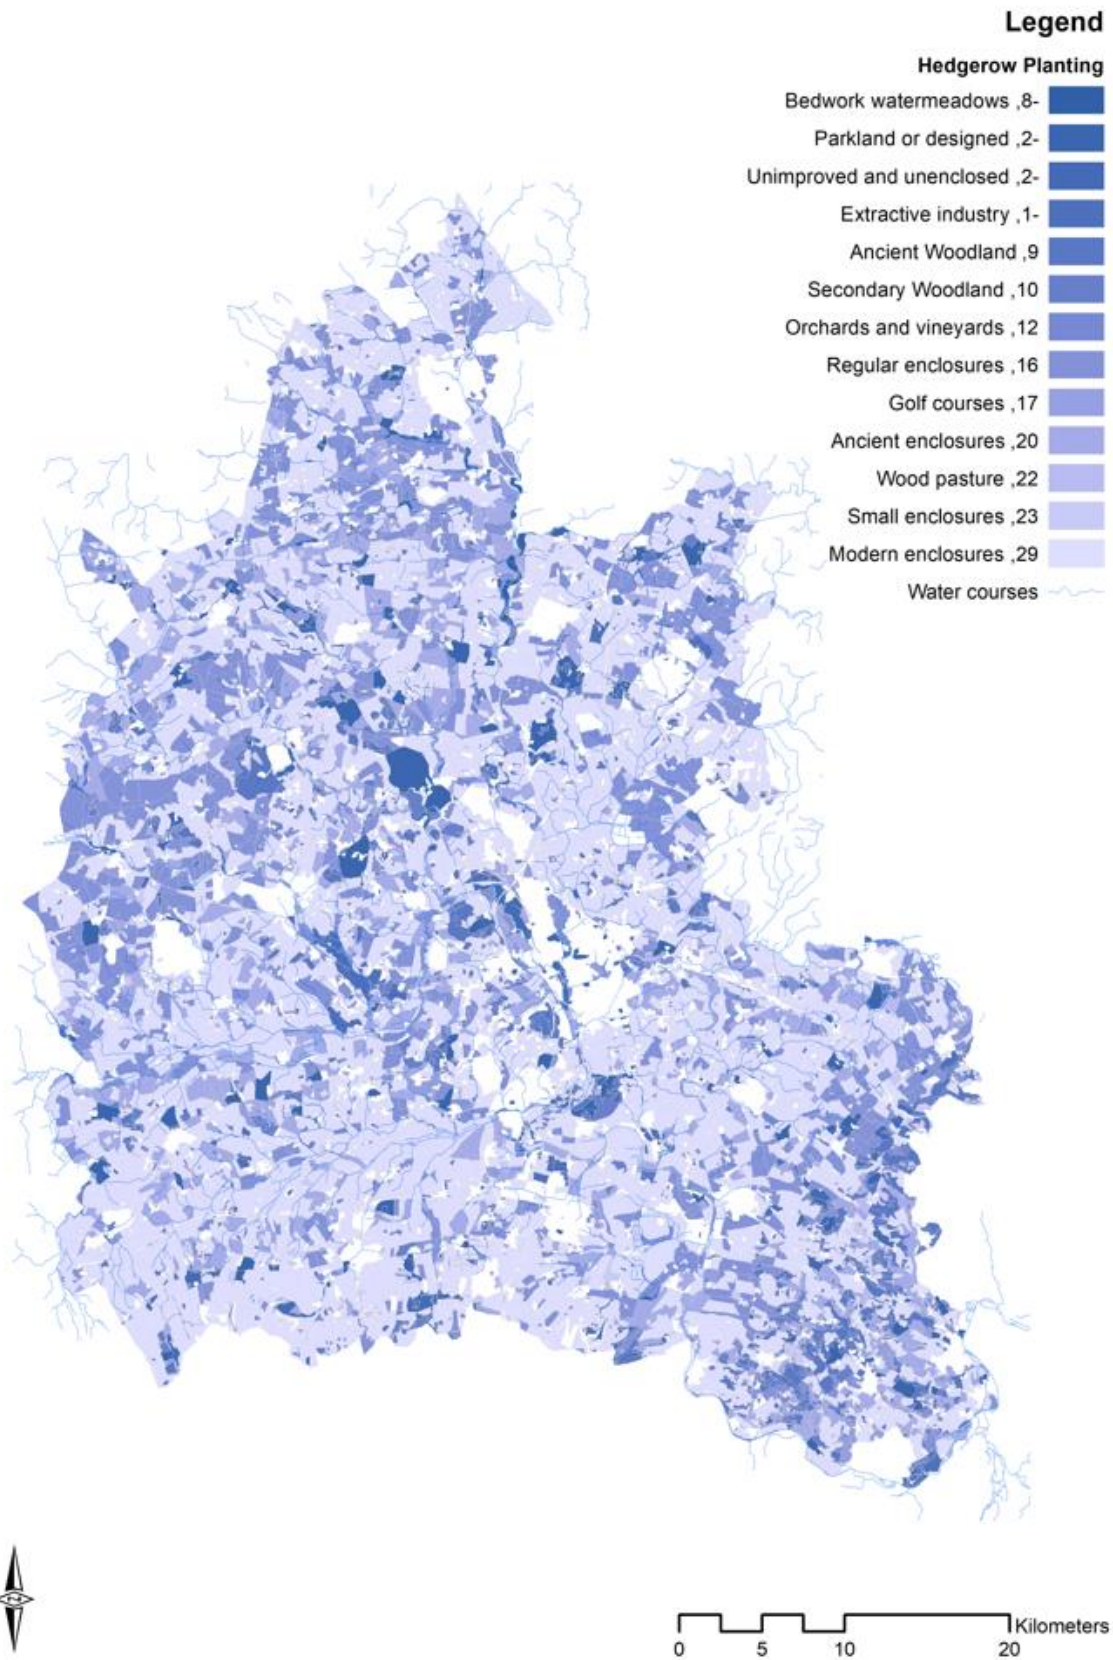 Legend
Hedgerow Planting
Bedwork watermeadows ,8-
Parkland or designed ,2-
Unimproved and unenclosed ,2-
Extractive industry ,1-
Ancient Woodland ,9
Secondary Woodland ,10
Orchards and vineyards ,12
Regular enclosures ,16
Golf courses ,17
Ancient enclosures ,20
Wood pasture ,22
Small enclosures ,23
Modern enclosures ,29
Water courses
N
Kilometers
0 5 10 20